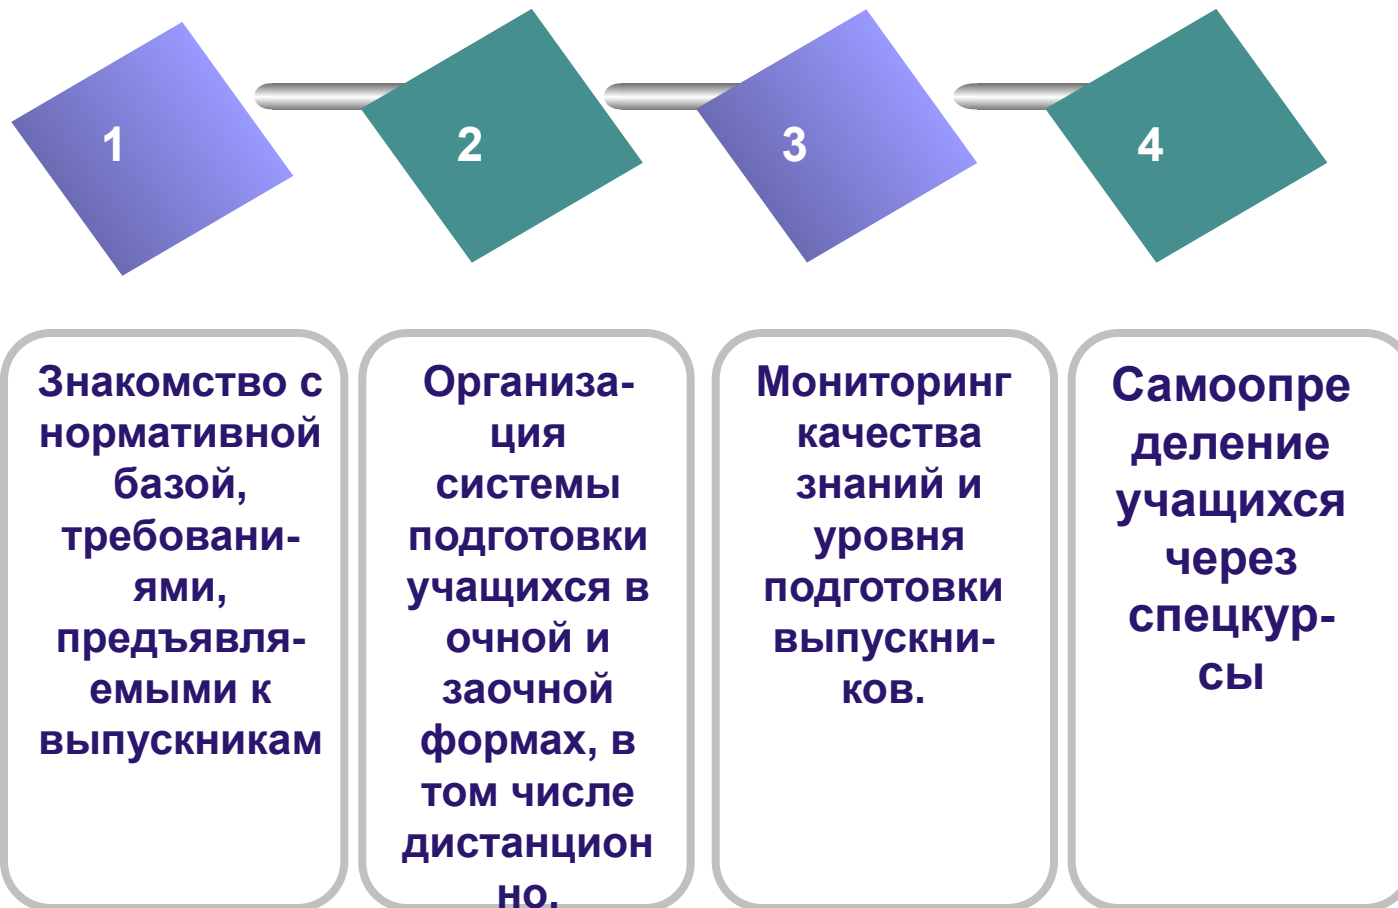 1
2
3
4
Знакомство с
нормативной
базой,
требовани-
ями,
предъявля-
емыми к
выпускникам
Организа-
ция
системы
подготовки
учащихся в
очной и
заочной
формах, в
том числе
дистанцион
но.
Мониторинг
качества
знаний и
уровня
подготовки
выпускни-
ков.
Самоопре
деление
учащихся
через
спецкур-
сы